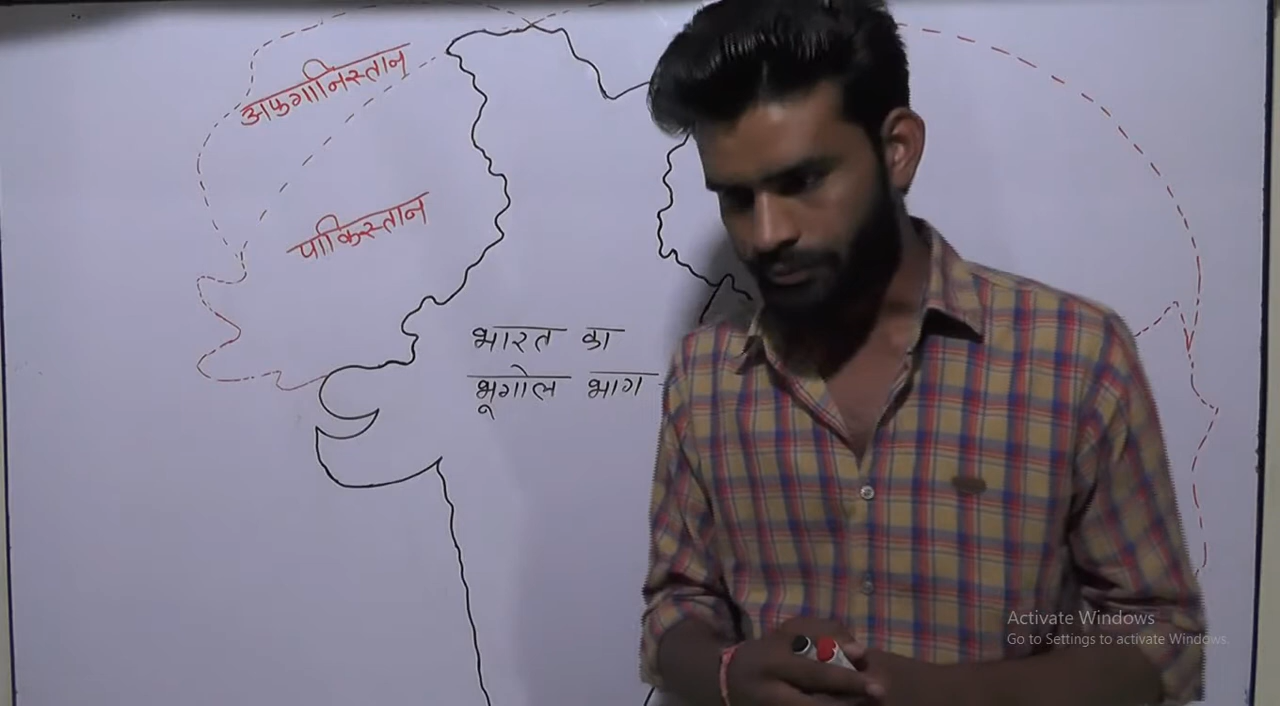 अफगानिस्तान
पाकिस्तान
भारत का
भूगोल भाग
Activate Windows
Go to Settings to activate Windows.